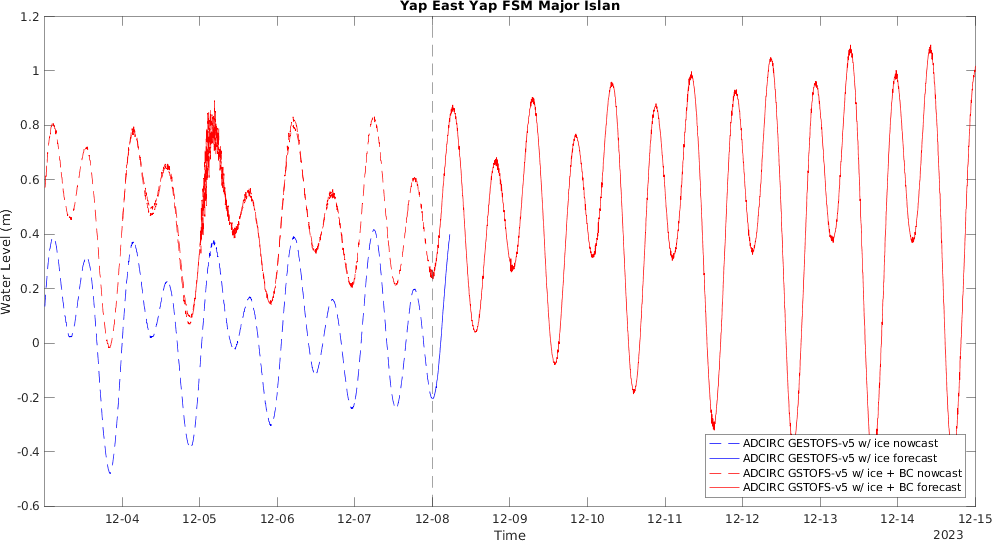 Yap East Yap FSM Major Islan
1.2
1
0.8
0.6
0.4
0.2
0
-0.2
-0.4
-0.6
Water Level (m)
ADCIRC GESTOFS-v5 w/ ice nowcast
ADCIRC GESTOFS-v5 w/ ice forecast
ADCIRC GSTOFS-v5 w/ ice + BC nowcast
ADCIRC GSTOFS-v5 w/ ice + BC forecast
12-04 12-05 12-06 12-07 12-08 12-09 12-10 12-11 12-12 12-13 12-14 12-15
Time
2023